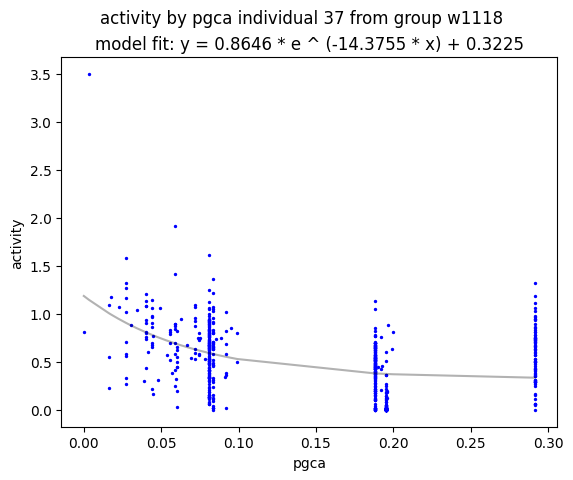 activity by pgca individual 37 from group w1118
model fit: y = 0.8646 * e ^ (-14.3755 * x) + 0.3225
3.5
3.0
2.5
2.0
1.5
1.0
0.5
0.0
activity
0.00 0.05 0.10 0.15 0.20 0.25 0.30
pgca